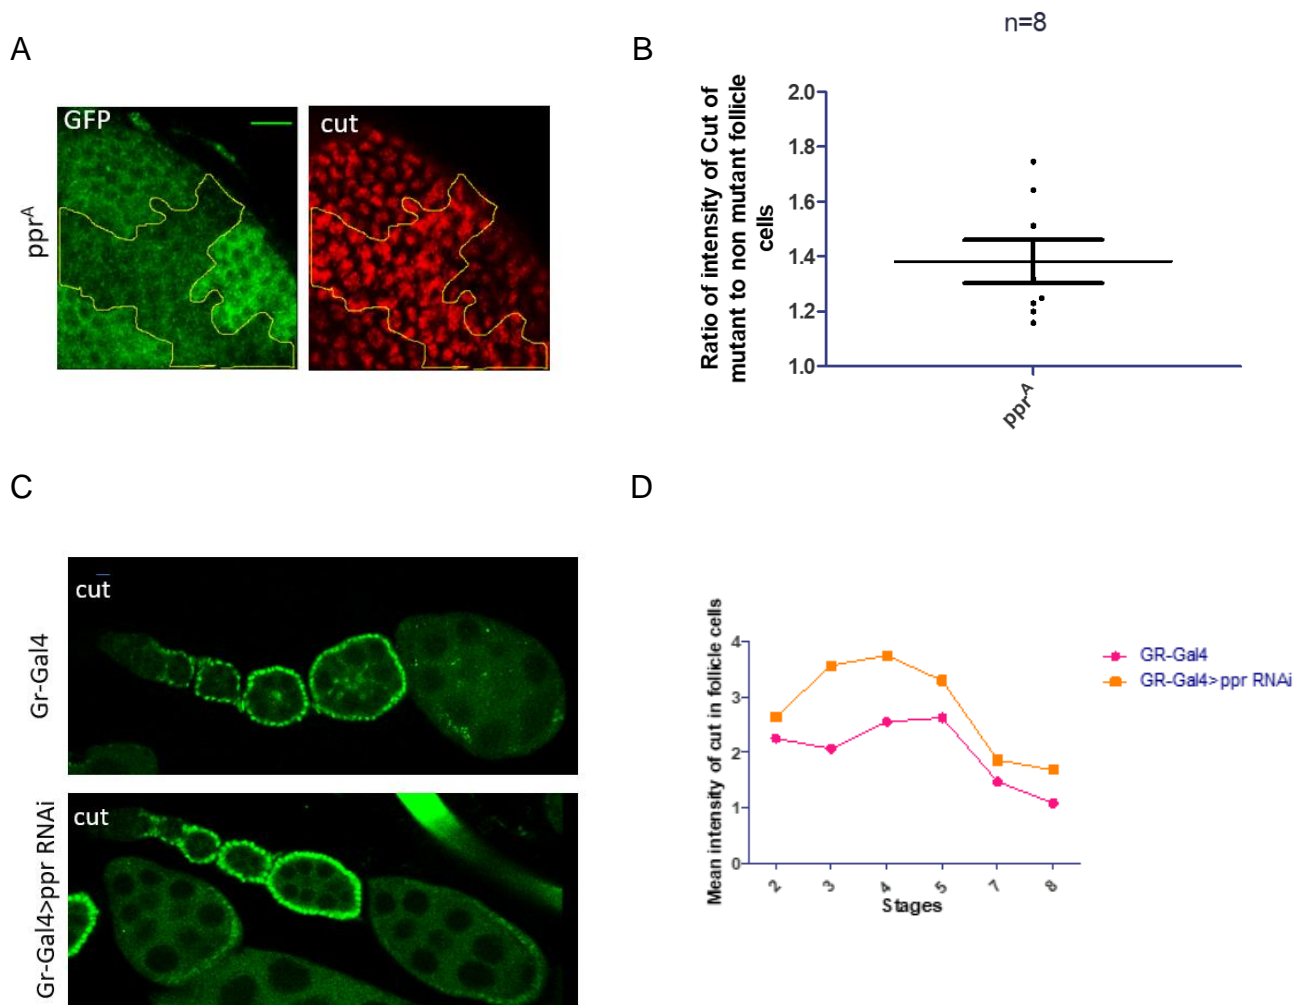 A
GFP
cut
pprA
B
n=8
Ratio of intensity of Cut of
mutant to non mutant follicle
cells
2.0
1.8
1.6
1.4
1.2
1.0
pprA
C
cut
Gr-Gal4
cut
Gr-Gal4>ppr RNAi
D
Mean intensity of cut in follicle cells
4
3
2
1
0
2
3
4
5
7
8
Stages
GR-Gal4
GR-Gal4>ppr RNAi